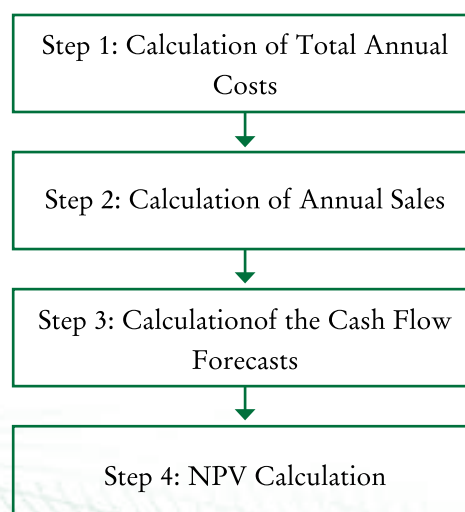 Step 1: Calculation of Total Annual
Costs
Step 2: Calculation of Annual Sales
Step 3: Calculationof the Cash Flow
Forecasts
Step 4: NPV Calculation